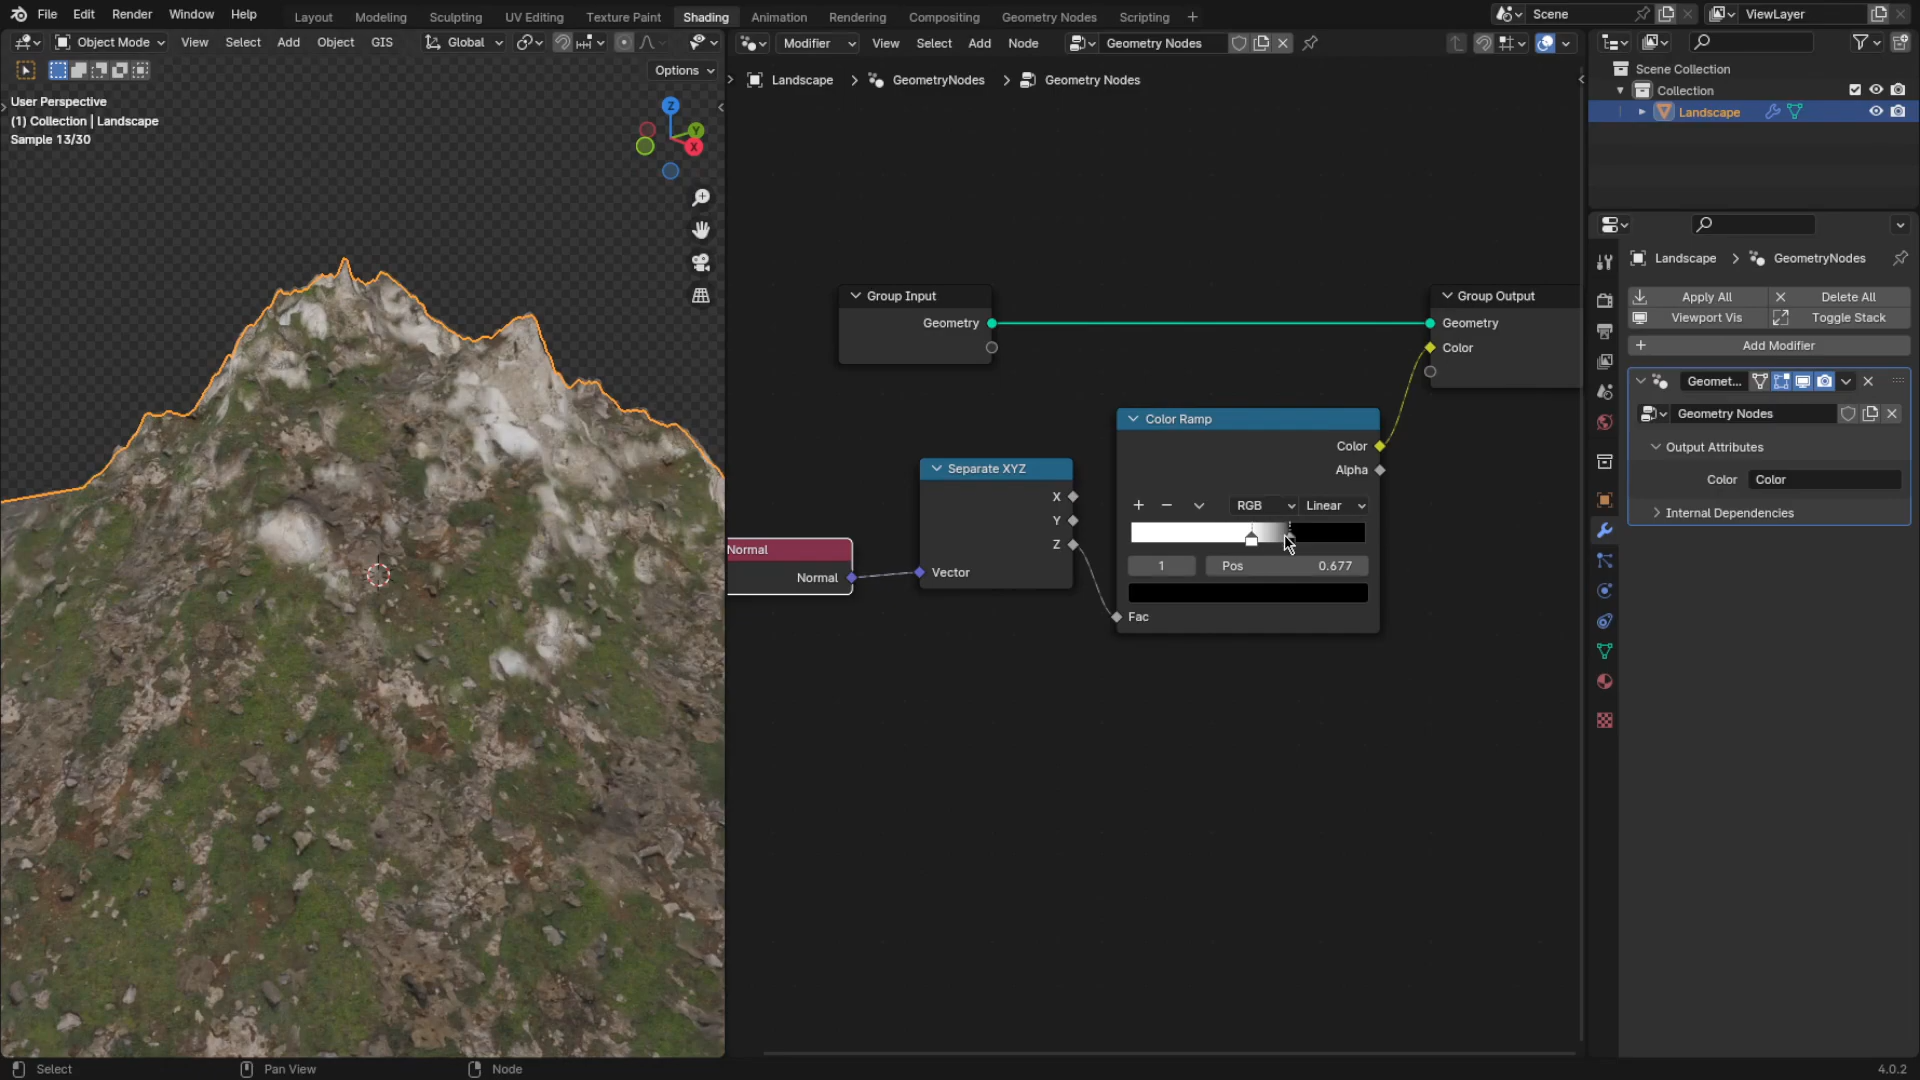 File Edit Render Window Help Layout Modeling Sculpting UV Editing Texture Paint Shading Animation Rendering Compositing Geometry Nodes Scripting Scene ViewLayer
Object Mode View Select Add Object GIS Global Modifier View Select Add Node Geometry Nodes
Options
Landscape GeometryNodes Geometry Nodes
User Perspective
(1) Collection | Landscape
Sample 13/30
Z
Y
X
Group Input
Geometry
Group Output
Geometry
Color
Color Ramp
Color
Alpha
RGB Linear
1 Pos 0.677
Fac
Separate XYZ
X
Y
Z
Vector
Normal
Normal
Scene Collection
Collection
Landscape
Landscape GeometryNodes
Apply All Delete All
Viewport Vis Toggle Stack
Add Modifier
Geomet...
Geometry Nodes
Output Attributes
Color Color
Internal Dependencies
Select Pan View Node 4.0.2